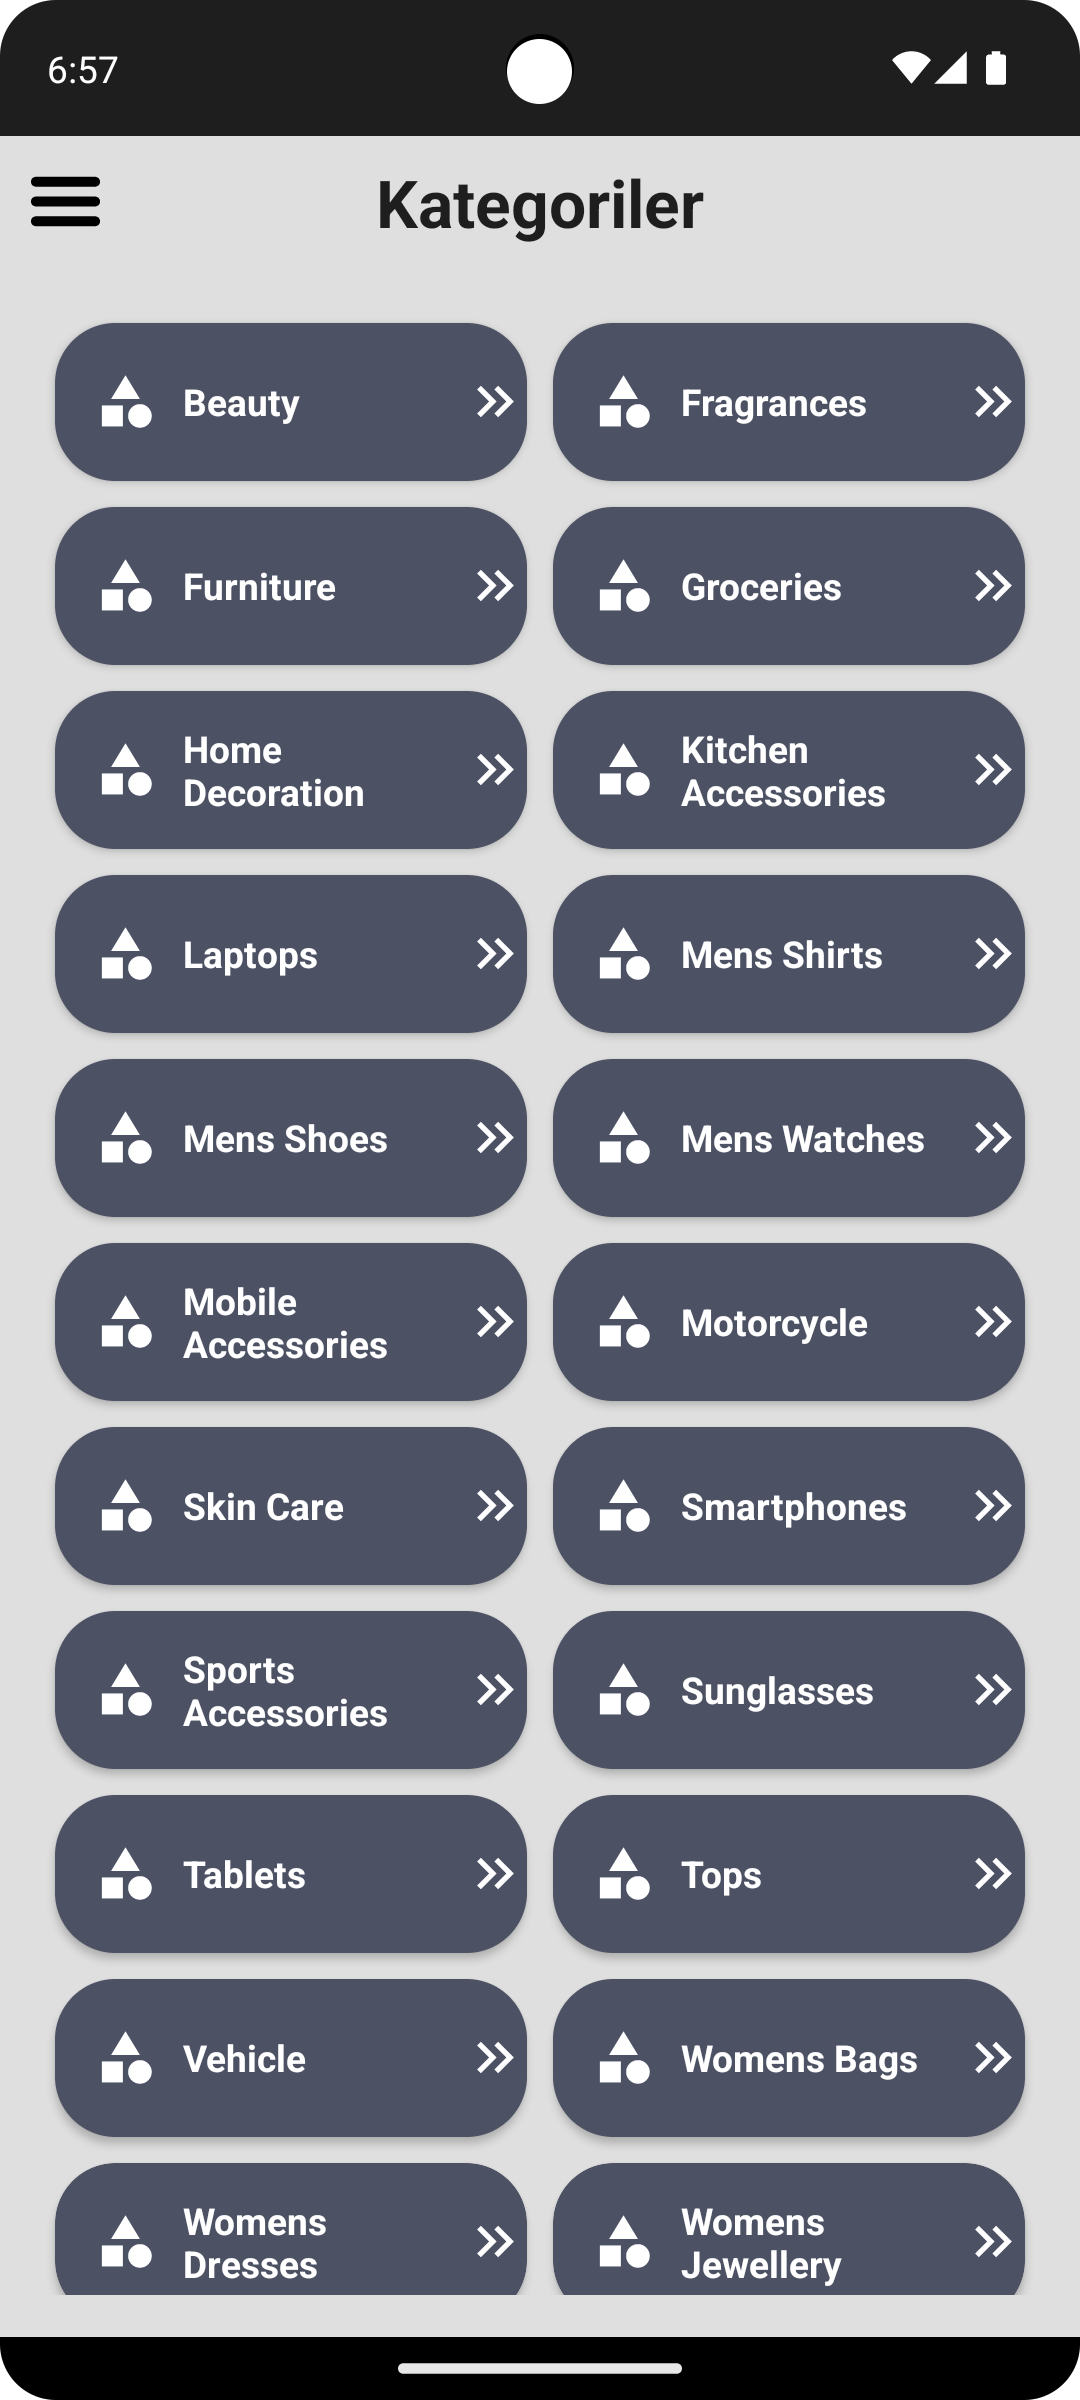 6:57
Kategoriler
Beauty
Fragrances
Furniture
Groceries
Home
Decoration
Kitchen
Accessories
Laptops
Mens Shirts
Mens Shoes
Mens Watches
Mobile
Accessories
Motorcycle
Skin Care
Smartphones
Sports
Accessories
Sunglasses
Tablets
Tops
Vehicle
Womens Bags
Womens
Dresses
Womens
Jewellery